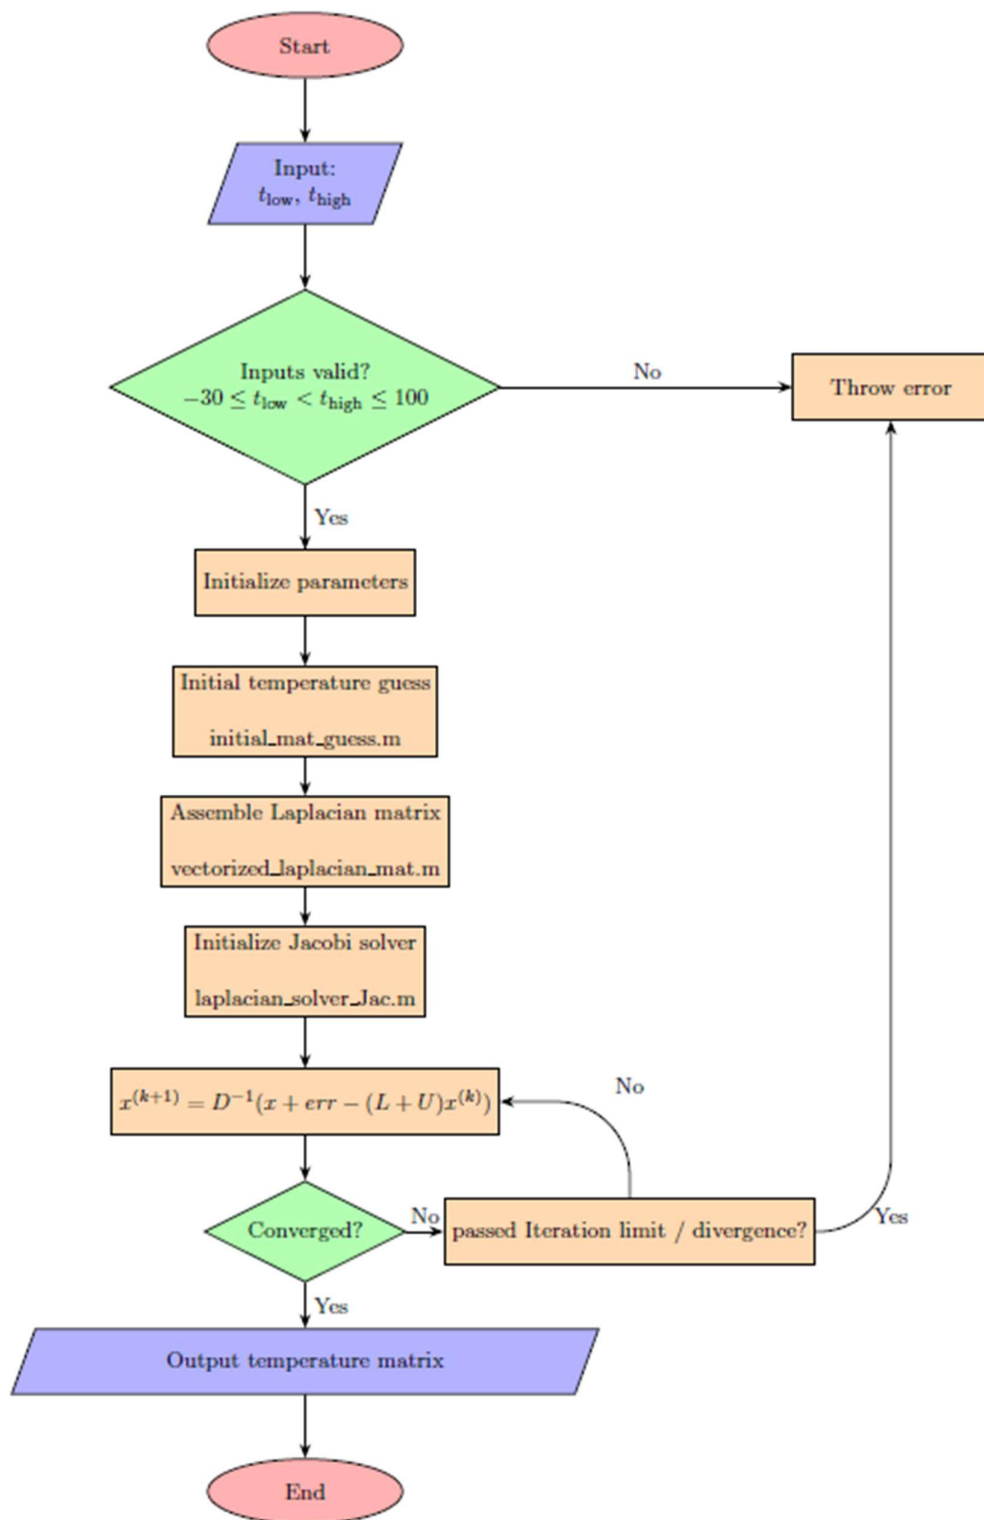 Start
Input:
t_low, t_high
Inputs valid?
−30 ≤ t_low < t_high ≤ 100
No
Throw error
Yes
Initialize parameters
Initial temperature guess
initial_mat_guess.m
Assemble Laplacian matrix
vectorized_laplacian_mat.m
Initialize Jacobi solver
laplacian_solver_Jac.m
x^(k+1) = D^−1(x + err − (L + U)x^(k))
No
Converged?
No
passed Iteration limit / divergence?
Yes
Yes
Output temperature matrix
End